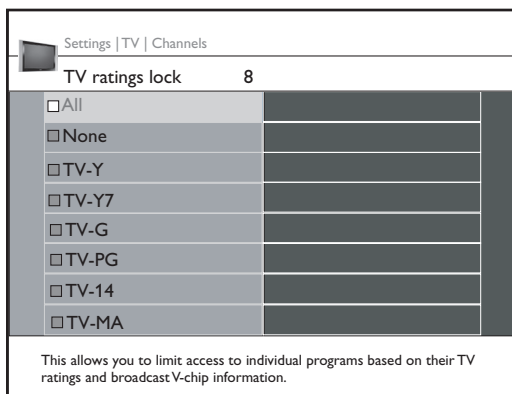 Settings | TV | Channels
TV ratings lock 8
All
None
TV-Y
TV-Y7
TV-G
TV-PG
TV-14
TV-MA
This allows you to limit access to individual programs based on their TV
ratings and broadcast V-chip information.